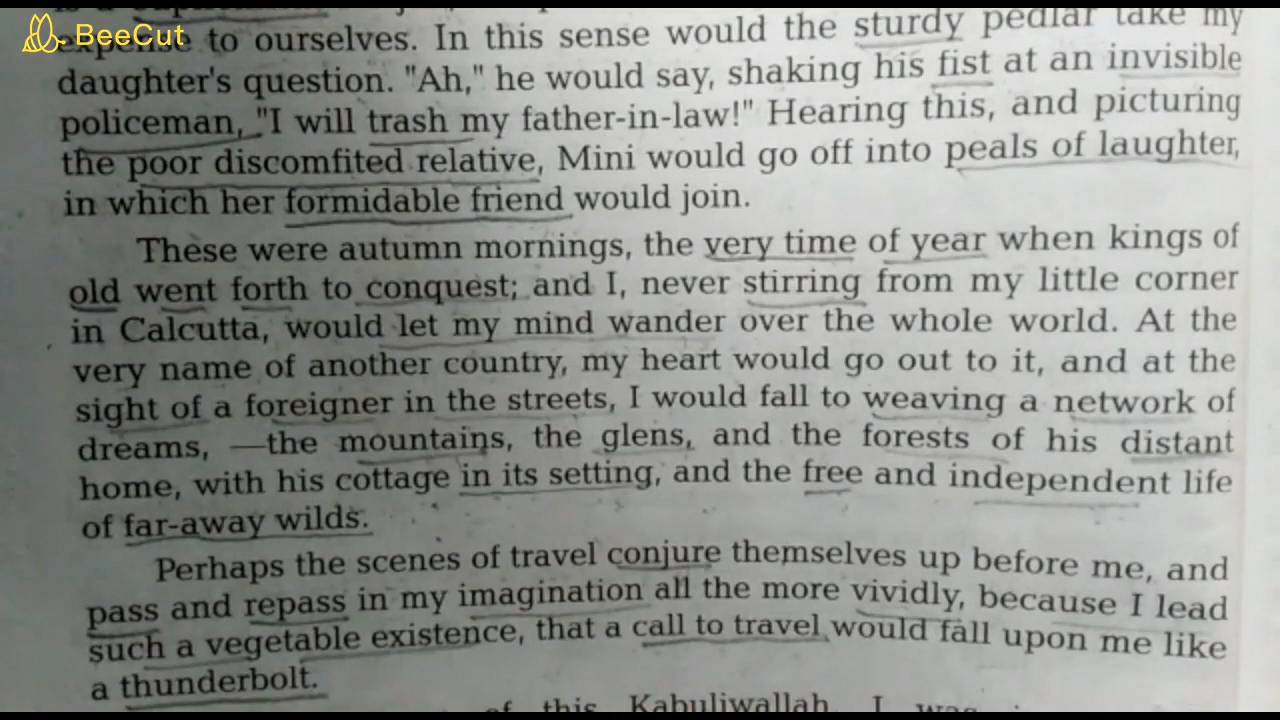 BeeCut
to ourselves. In this sense would the sturdy pedlar take my
daughter's question. "Ah," he would say, shaking his fist at an invisible
policeman, "I will trash my father-in-law!" Hearing this, and picturing
the poor discomfited relative, Mini would go off into peals of laughter,
in which her formidable friend would join.
These were autumn mornings, the very time of year when kings of
old went forth to conquest; and I, never stirring from my little corner
in Calcutta, would let my mind wander over the whole world. At the
very name of another country, my heart would go out to it, and at the
sight of a foreigner in the streets, I would fall to weaving a network of
dreams, —the mountains, the glens, and the forests of his distant
home, with his cottage in its setting, and the free and independent life
of far-away wilds.
Perhaps the scenes of travel conjure themselves up before me, and
pass and repass in my imagination all the more vividly, because I lead
such a vegetable existence, that a call to travel would fall upon me like
a thunderbolt.
of this Kabuliwallah I was